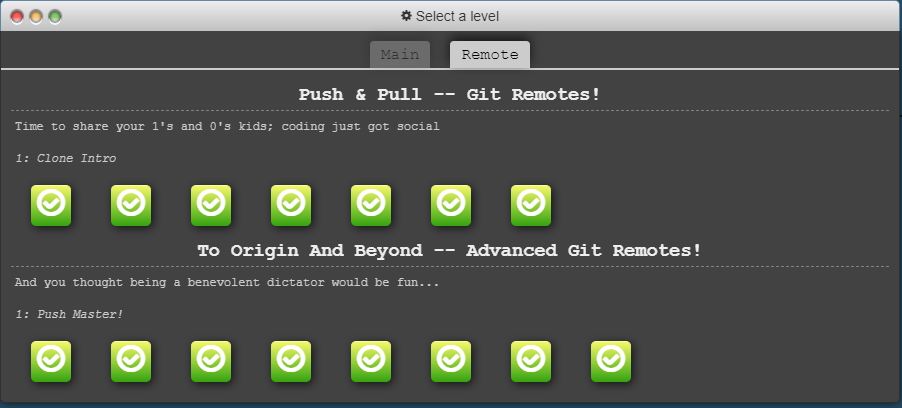 Select a level
Main Remote
Push & Pull -- Git Remotes!
Time to share your 1's and 0's kids; coding just got social
1: Clone Intro
To Origin And Beyond -- Advanced Git Remotes!
And you thought being a benevolent dictator would be fun...
1: Push Master!